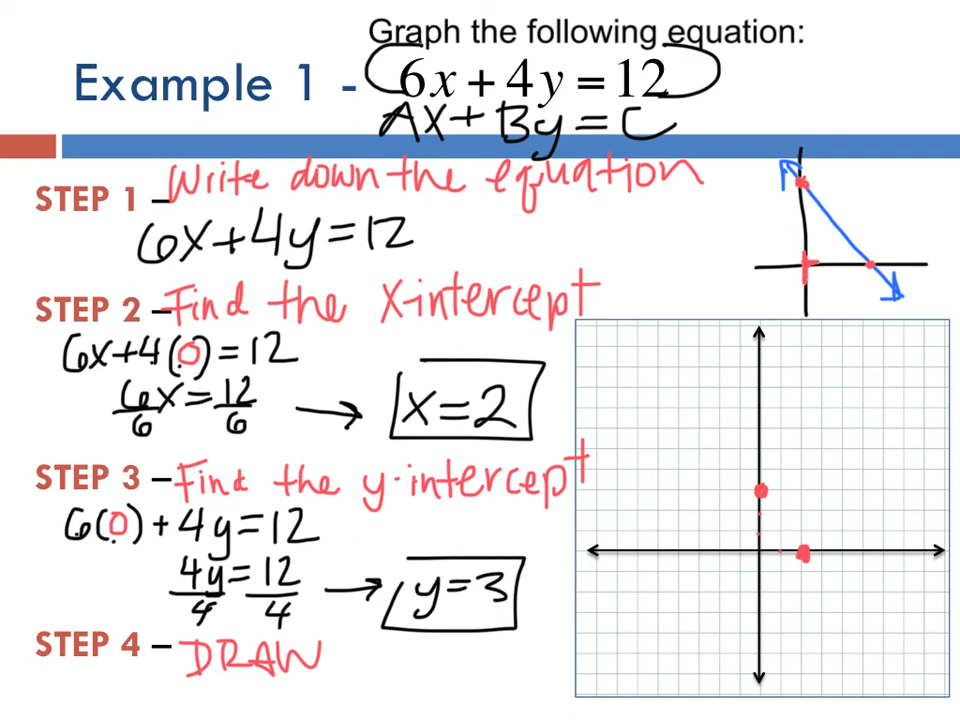 Graph the following equation:
Example 1 - 6x + 4y = 12
Ax + By = C
STEP 1 – Write down the equation
6x+4y=12
STEP 2 – Find the x-intercept
6x+4(0)=12
6x=12
6 6
→ x=2
STEP 3 – Find the y-intercept
6(0)+4y=12
4y=12
4 4
→ y=3
STEP 4 – DRAW